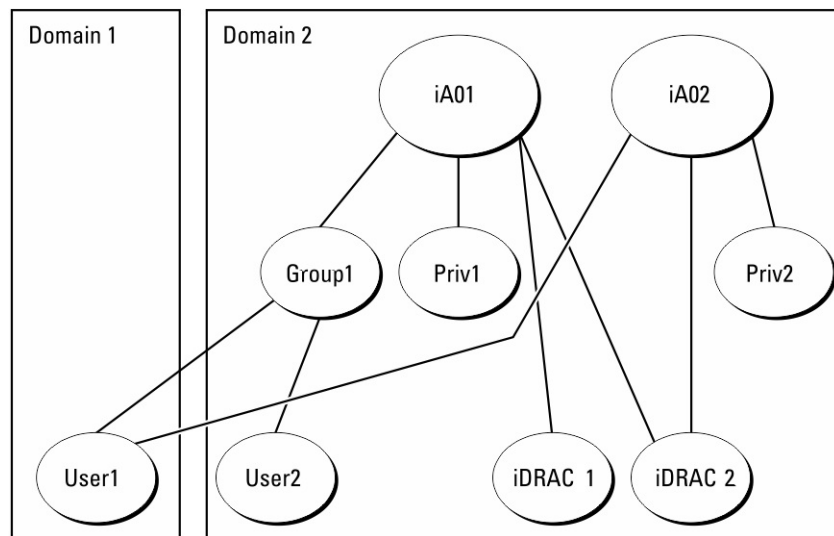 Domain 1
Domain 2
iA01
iA02
Group1
Priv1
Priv2
User1
User2
iDRAC 1
iDRAC 2